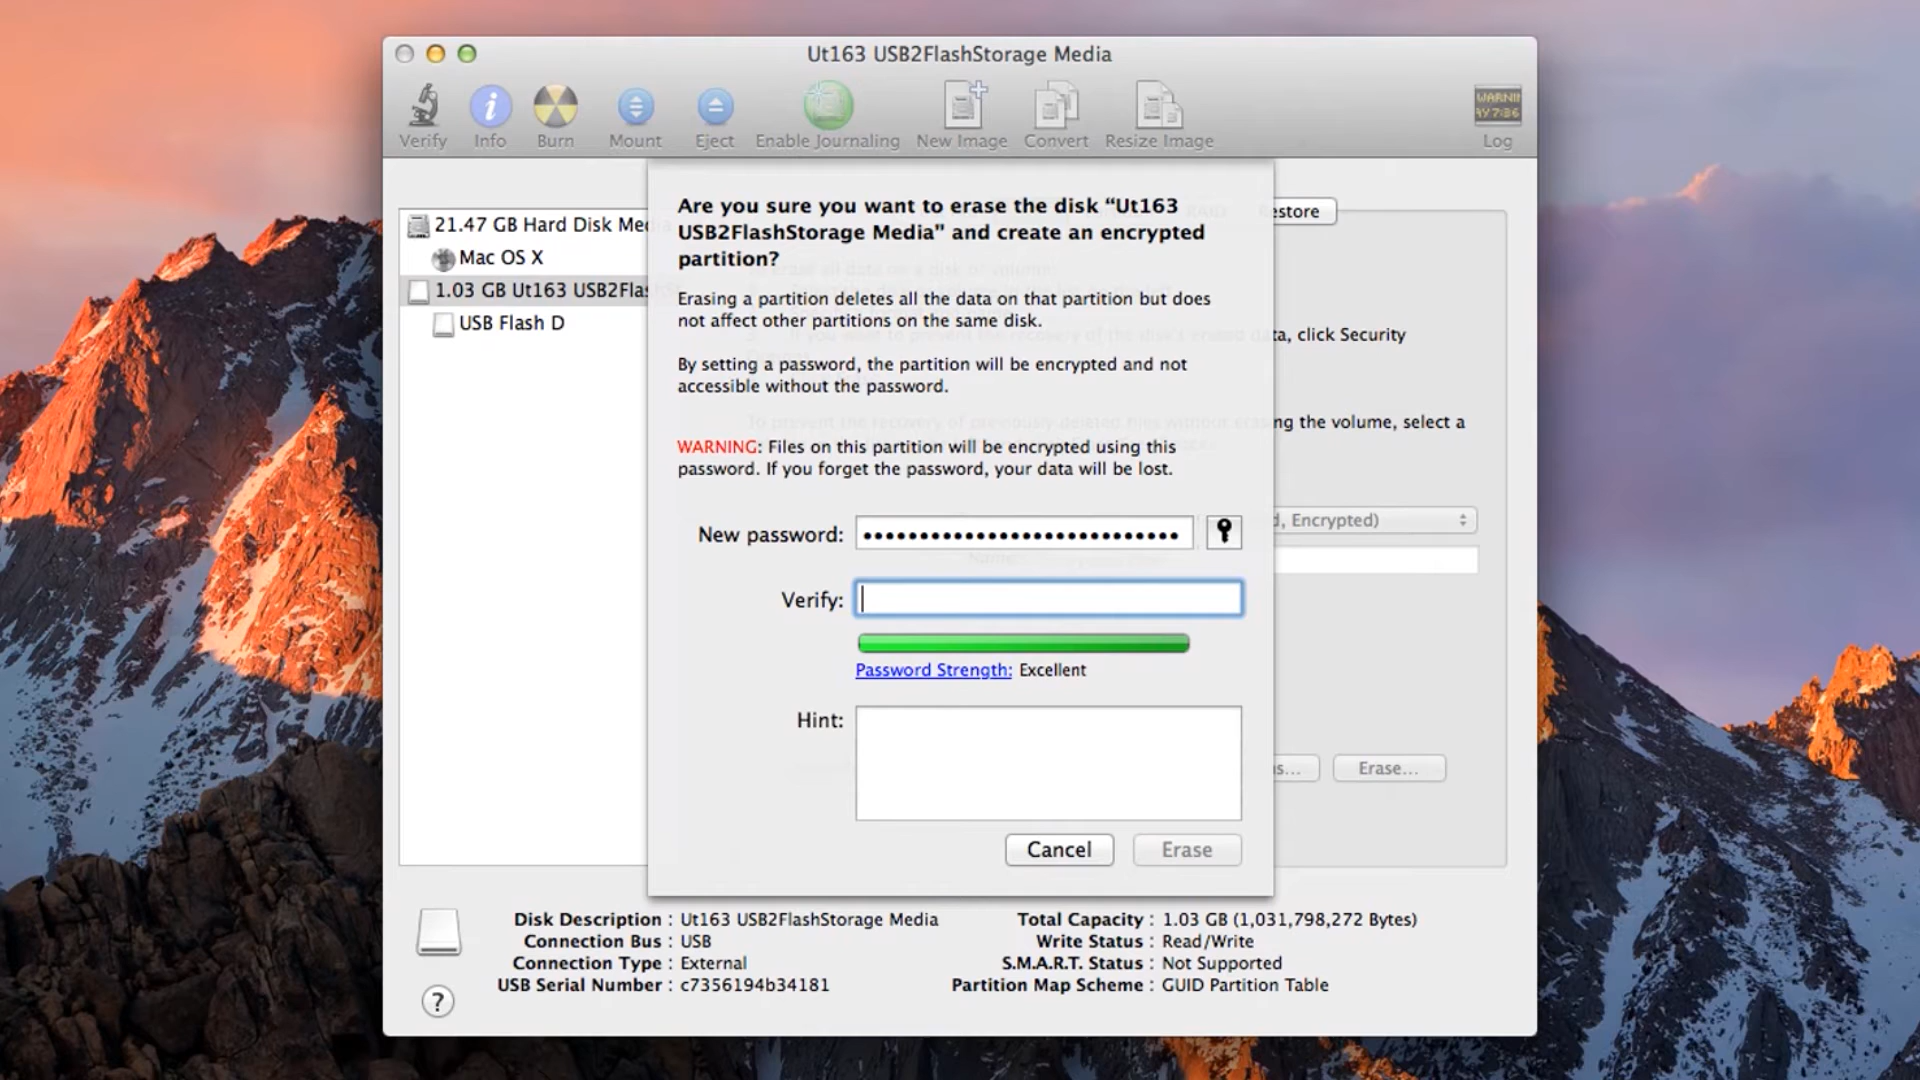 Ut163 USB2FlashStorage Media
Verify
Info
Burn
Mount
Eject
Enable Journaling
New Image
Convert
Resize Image
WARNIN
4Y 7:36
Log
21.47 GB Hard Disk Med
Mac OS X
1.03 GB Ut163 USB2Flas
USB Flash D
Are you sure you want to erase the disk “Ut163
USB2FlashStorage Media” and create an encrypted
partition?
Erasing a partition deletes all the data on that partition but does
not affect other partitions on the same disk.
By setting a password, the partition will be encrypted and not
accessible without the password.
WARNING: Files on this partition will be encrypted using this
password. If you forget the password, your data will be lost.
New password:
Verify:
Password Strength: Excellent
Hint:
Cancel
Erase
RAID
estore
ta, click Security
ng the volume, select a
d, Encrypted)
s...
Erase...
Disk Description : Ut163 USB2FlashStorage Media
Connection Bus : USB
Connection Type : External
USB Serial Number : c7356194b34181
Total Capacity : 1.03 GB (1,031,798,272 Bytes)
Write Status : Read/Write
S.M.A.R.T. Status : Not Supported
Partition Map Scheme : GUID Partition Table
?